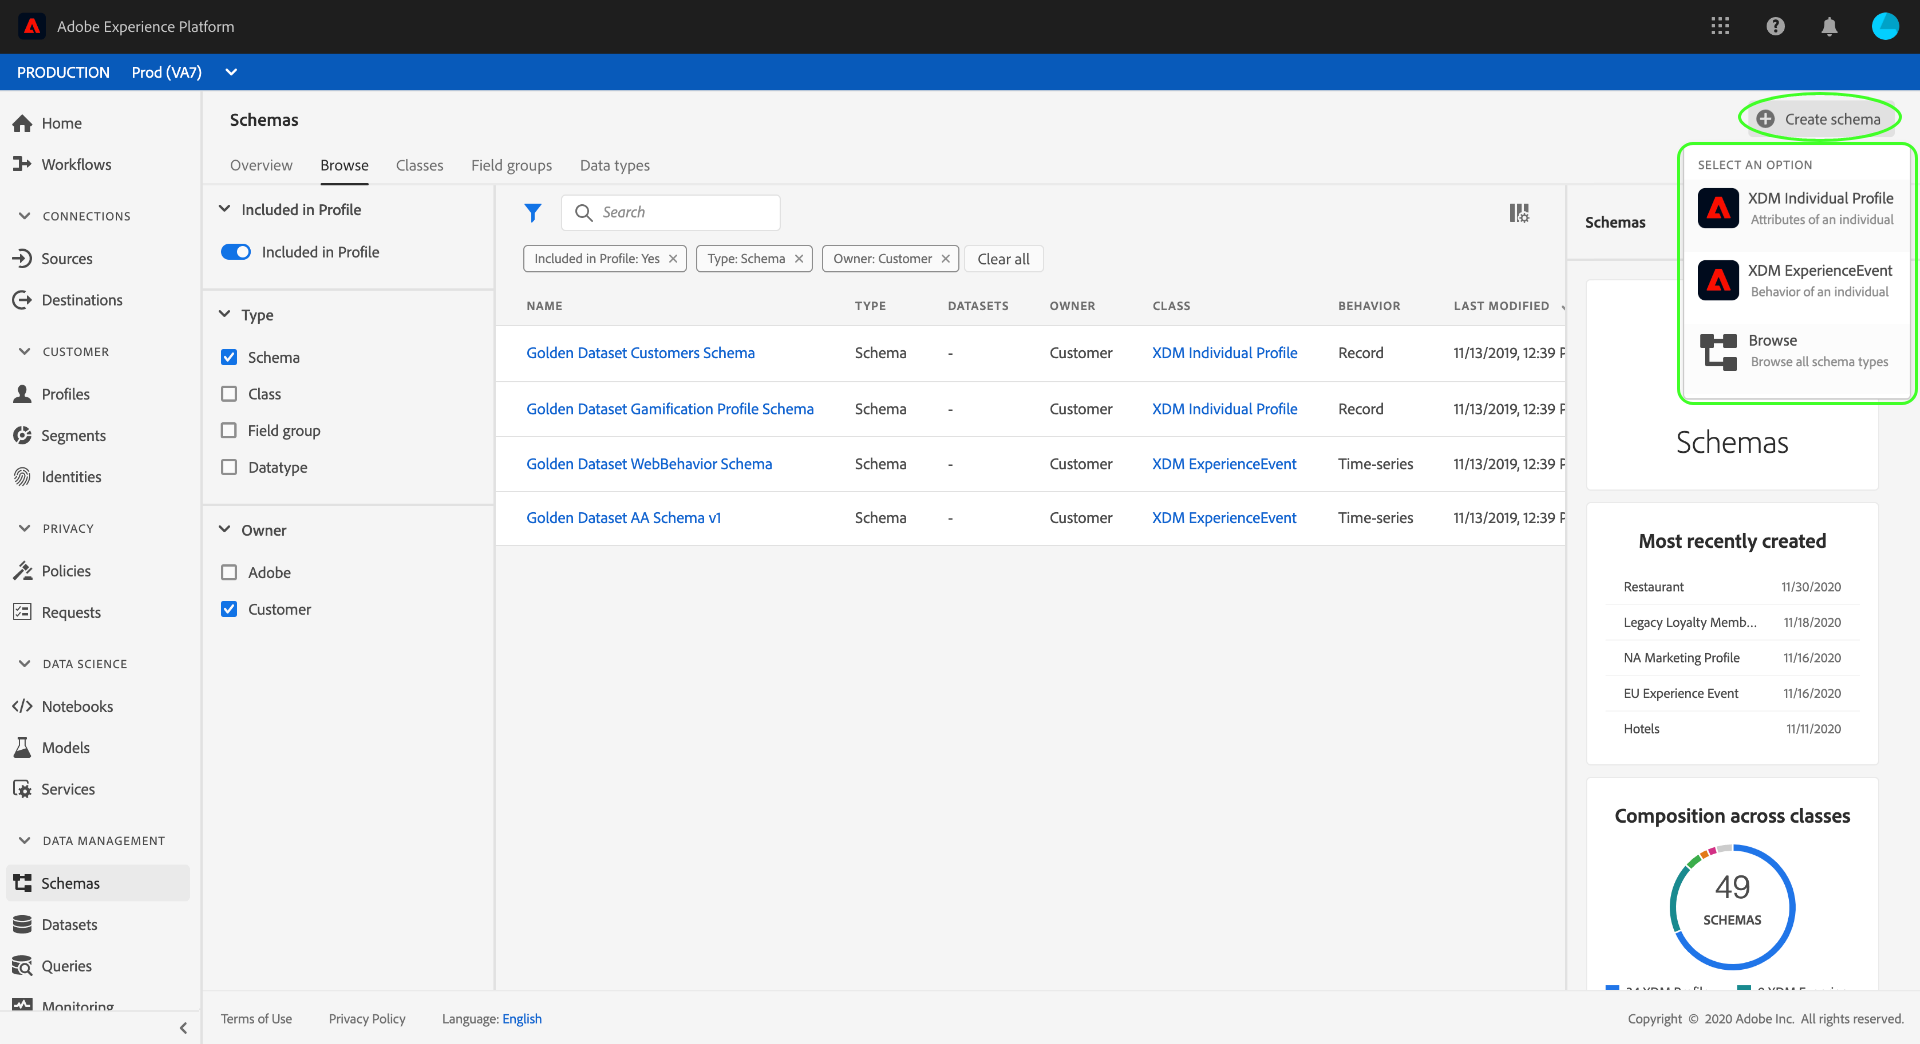 Adobe Experience Platform
PRODUCTION Prod (VA7)
Home
Workflows
CONNECTIONS
Sources
Destinations
CUSTOMER
Profiles
Segments
Identities
PRIVACY
Policies
Requests
DATA SCIENCE
Notebooks
Models
Services
DATA MANAGEMENT
Schemas
Datasets
Queries
Monitoring
Schemas
Create schema
Overview Browse Classes Field groups Data types
Included in Profile
Included in Profile
Type
Schema
Class
Field group
Datatype
Owner
Adobe
Customer
Search
Included in Profile: Yes Type: Schema Owner: Customer Clear all
NAME TYPE DATASETS OWNER CLASS BEHAVIOR LAST MODIFIED
Golden Dataset Customers Schema Schema - Customer XDM Individual Profile Record 11/13/2019, 12:39 P
Golden Dataset Gamification Profile Schema Schema - Customer XDM Individual Profile Record 11/13/2019, 12:39 P
Golden Dataset WebBehavior Schema Schema - Customer XDM ExperienceEvent Time-series 11/13/2019, 12:39 P
Golden Dataset AA Schema v1 Schema - Customer XDM ExperienceEvent Time-series 11/13/2019, 12:39 P
SELECT AN OPTION
XDM Individual Profile
Attributes of an individual
XDM ExperienceEvent
Behavior of an individual
Browse
Browse all schema types
Schemas
Schemas
Most recently created
Restaurant 11/30/2020
Legacy Loyalty Memb... 11/18/2020
NA Marketing Profile 11/16/2020
EU Experience Event 11/16/2020
Hotels 11/11/2020
Composition across classes
49
SCHEMAS
Terms of Use Privacy Policy Language: English
Copyright © 2020 Adobe Inc. All rights reserved.